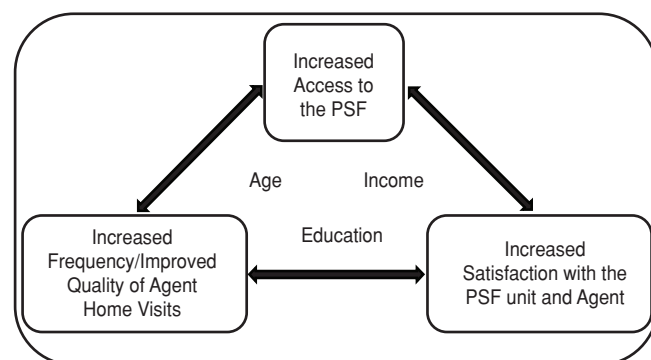 Increased
Access to
the PSF
Age
Income
Education
Increased
Frequency/Improved
Quality of Agent
Home Visits
Increased
Satisfaction with the
PSF unit and Agent